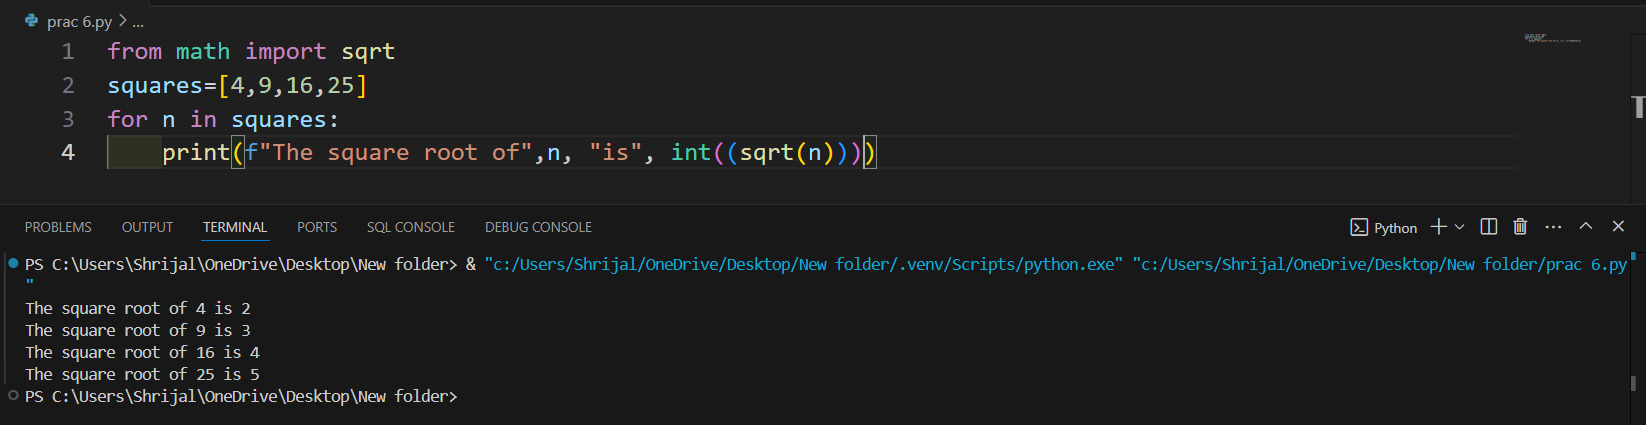 prac 6.py > ...
1 from math import sqrt
2 squares=[4,9,16,25]
3 for n in squares:
4     print(f"The square root of",n, "is", int((sqrt(n))))
PROBLEMS OUTPUT TERMINAL PORTS SQL CONSOLE DEBUG CONSOLE Python
PS C:\Users\Shrijal\OneDrive\Desktop\New folder> & "c:/Users/Shrijal/OneDrive/Desktop/New folder/.venv/Scripts/python.exe" "c:/Users/Shrijal/OneDrive/Desktop/New folder/prac 6.py
"
The square root of 4 is 2
The square root of 9 is 3
The square root of 16 is 4
The square root of 25 is 5
PS C:\Users\Shrijal\OneDrive\Desktop\New folder>